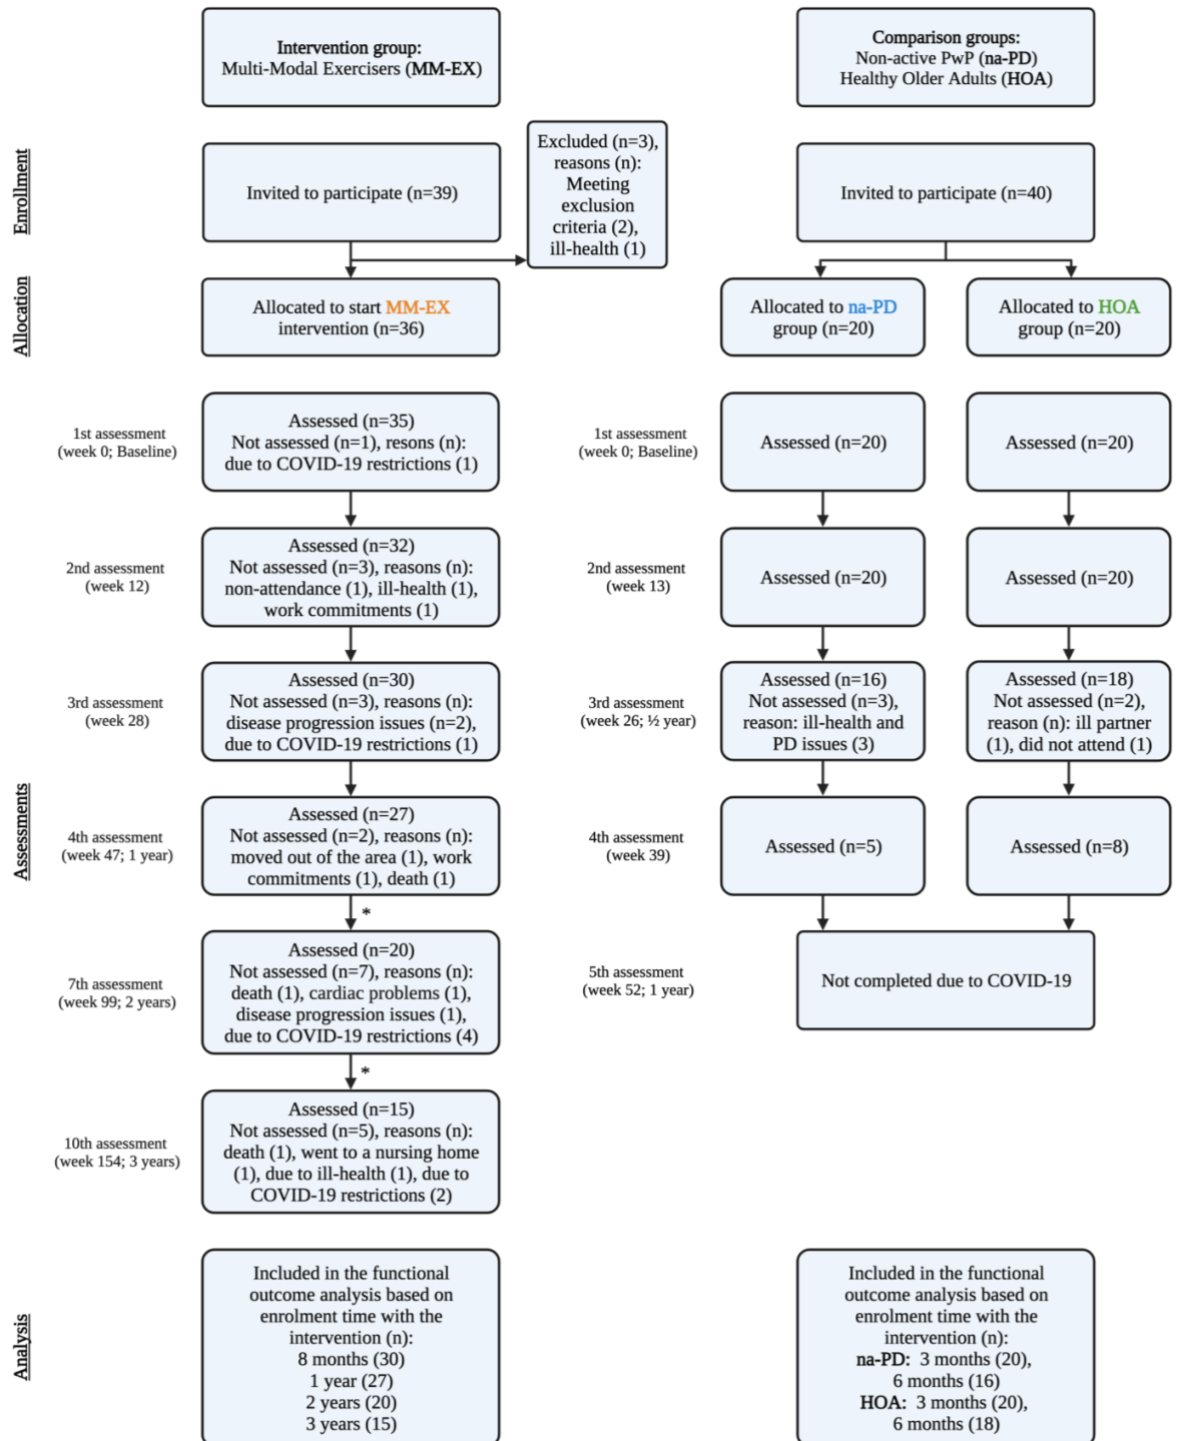 Intervention group:
Multi-Modal Exercisers (MM-EX)
Comparison groups:
Non-active PwP (na-PD)
Healthy Older Adults (HOA)
Enrollment
Invited to participate (n=39)
Excluded (n=3),
reasons (n):
Meeting
exclusion
criteria (2),
ill-health (1)
Invited to participate (n=40)
Allocation
Allocated to start MM-EX
intervention (n=36)
Allocated to na-PD
group (n=20)
Allocated to HOA
group (n=20)
Assessments
1st assessment
(week 0; Baseline)
Assessed (n=35)
Not assessed (n=1), resons (n):
due to COVID-19 restrictions (1)
1st assessment
(week 0; Baseline)
Assessed (n=20)
Assessed (n=20)
2nd assessment
(week 12)
Assessed (n=32)
Not assessed (n=3), reasons (n):
non-attendance (1), ill-health (1),
work commitments (1)
2nd assessment
(week 13)
Assessed (n=20)
Assessed (n=20)
3rd assessment
(week 28)
Assessed (n=30)
Not assessed (n=3), reasons (n):
disease progression issues (n=2),
due to COVID-19 restrictions (1)
3rd assessment
(week 26; ½ year)
Assessed (n=16)
Not assessed (n=3),
reason: ill-health and
PD issues (3)
Assessed (n=18)
Not assessed (n=2),
reason (n): ill partner
(1), did not attend (1)
4th assessment
(week 47; 1 year)
Assessed (n=27)
Not assessed (n=2), reasons (n):
moved out of the area (1), work
commitments (1), death (1)
4th assessment
(week 39)
Assessed (n=5)
Assessed (n=8)
*
7th assessment
(week 99; 2 years)
Assessed (n=20)
Not assessed (n=7), reasons (n):
death (1), cardiac problems (1),
disease progression issues (1),
due to COVID-19 restrictions (4)
5th assessment
(week 52; 1 year)
Not completed due to COVID-19
*
10th assessment
(week 154; 3 years)
Assessed (n=15)
Not assessed (n=5), reasons (n):
death (1), went to a nursing home
(1), due to ill-health (1), due to
COVID-19 restrictions (2)
Analysis
Included in the functional
outcome analysis based on
enrolment time with the
intervention (n):
8 months (30)
1 year (27)
2 years (20)
3 years (15)
Included in the functional
outcome analysis based on
enrolment time with the
intervention (n):
na-PD: 3 months (20),
6 months (16)
HOA: 3 months (20),
6 months (18)